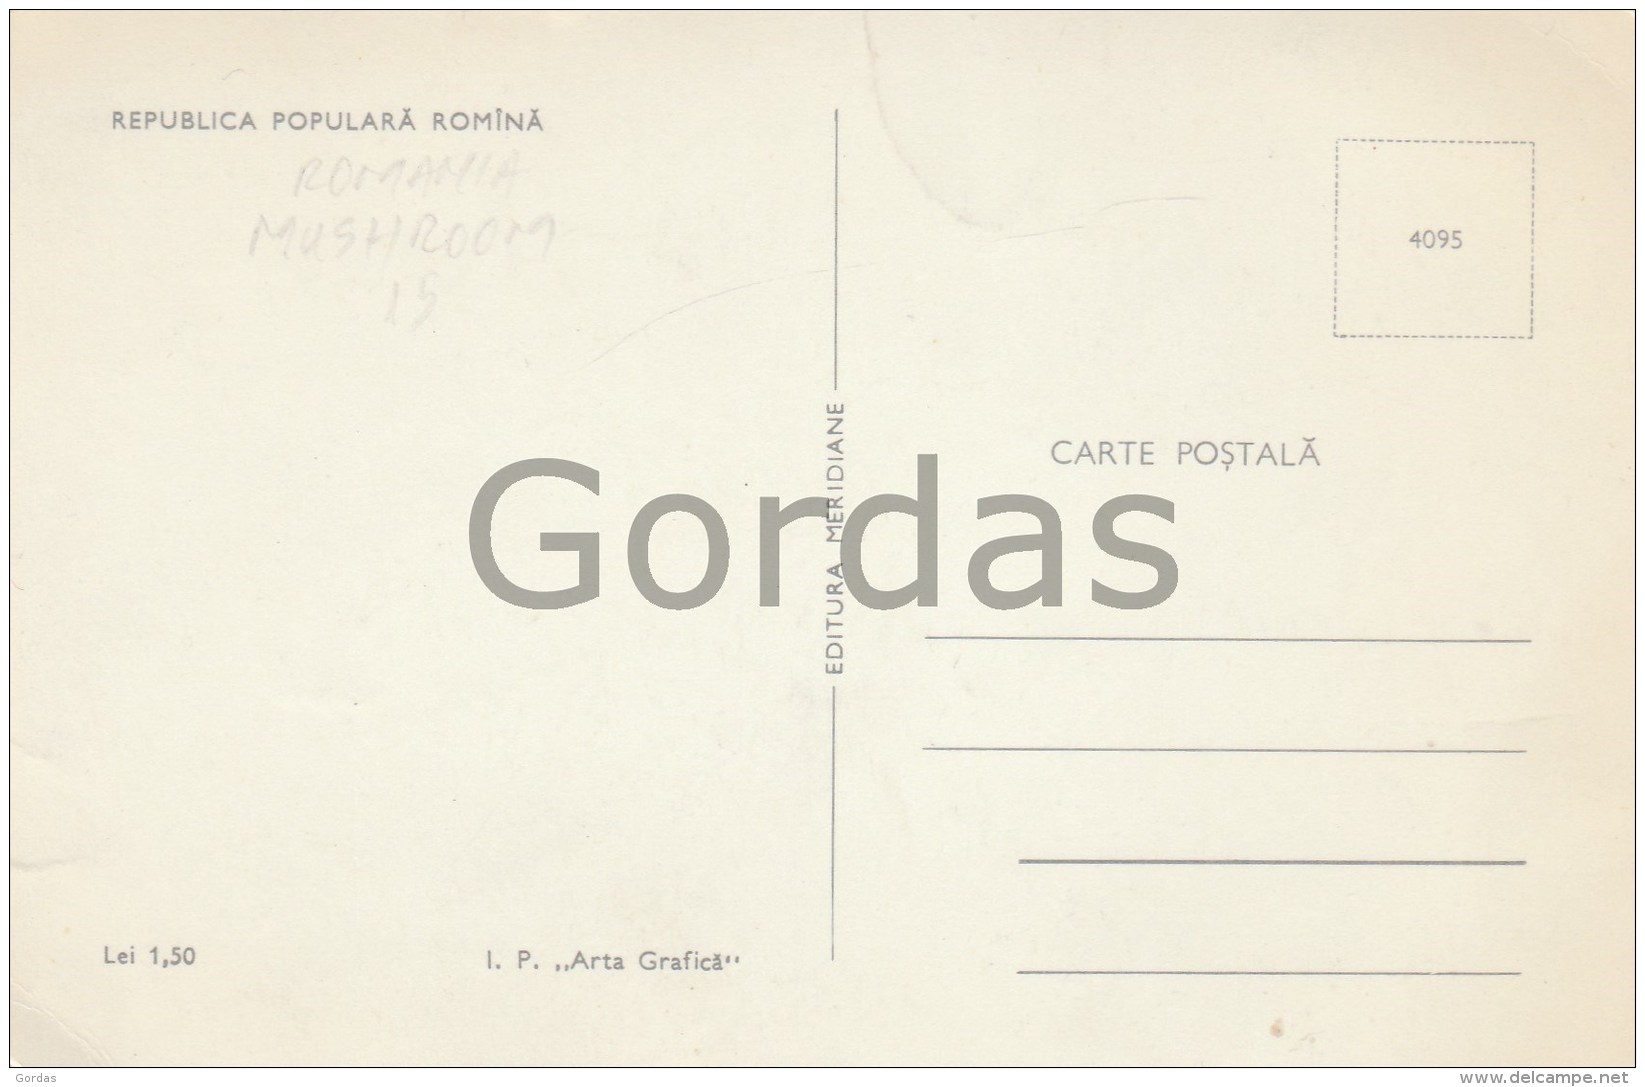 REPUBLICA POPULARĂ ROMÎNĂ
ROMANIA
MUSHROOM
15
4095
EDITURA MERIDIANE
CARTE POȘTALĂ
Gordas
Lei 1,50
I. P. „Arta Grafică“
Gordas
www.delcampe.net